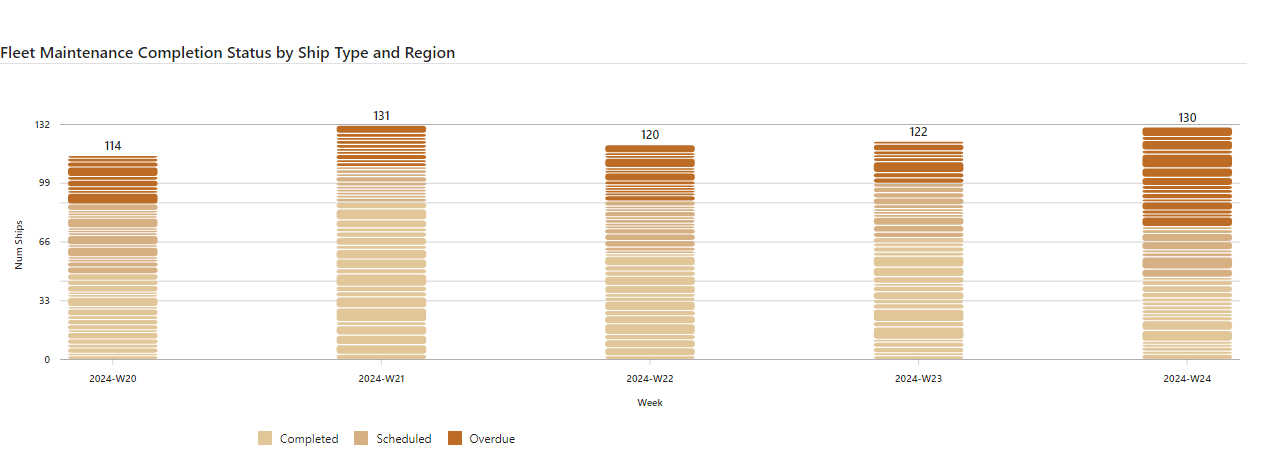 Fleet Maintenance Completion Status by Ship Type and Region
114
131
120
122
130
132
99
66
33
0
Num Ships
2024-W20
2024-W21
2024-W22
2024-W23
2024-W24
Week
Completed
Scheduled
Overdue